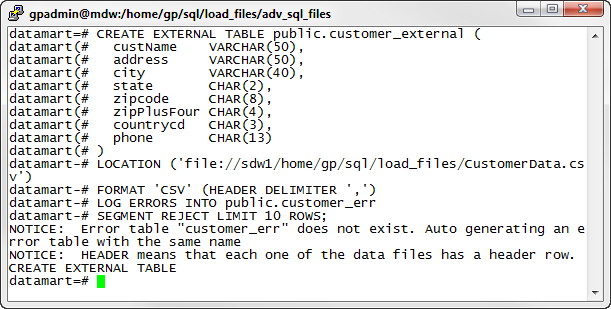 gpadmin@mdw:/home/gp/sql/load_files/adv_sql_files
datamart=# CREATE EXTERNAL TABLE public.customer_external (
datamart(#   custName    VARCHAR(50),
datamart(#   address     VARCHAR(50),
datamart(#   city        VARCHAR(40),
datamart(#   state       CHAR(2),
datamart(#   zipcode     CHAR(8),
datamart(#   zipPlusFour CHAR(4),
datamart(#   countrycd   CHAR(3),
datamart(#   phone       CHAR(13)
datamart(# )
datamart-# LOCATION ('file://sdw1/home/gp/sql/load_files/CustomerData.cs
v')
datamart-# FORMAT 'CSV' (HEADER DELIMITER ',')
datamart-# LOG ERRORS INTO public.customer_err
datamart-# SEGMENT REJECT LIMIT 10 ROWS;
NOTICE:  Error table "customer_err" does not exist. Auto generating an e
rror table with the same name
NOTICE:  HEADER means that each one of the data files has a header row.
CREATE EXTERNAL TABLE
datamart=#